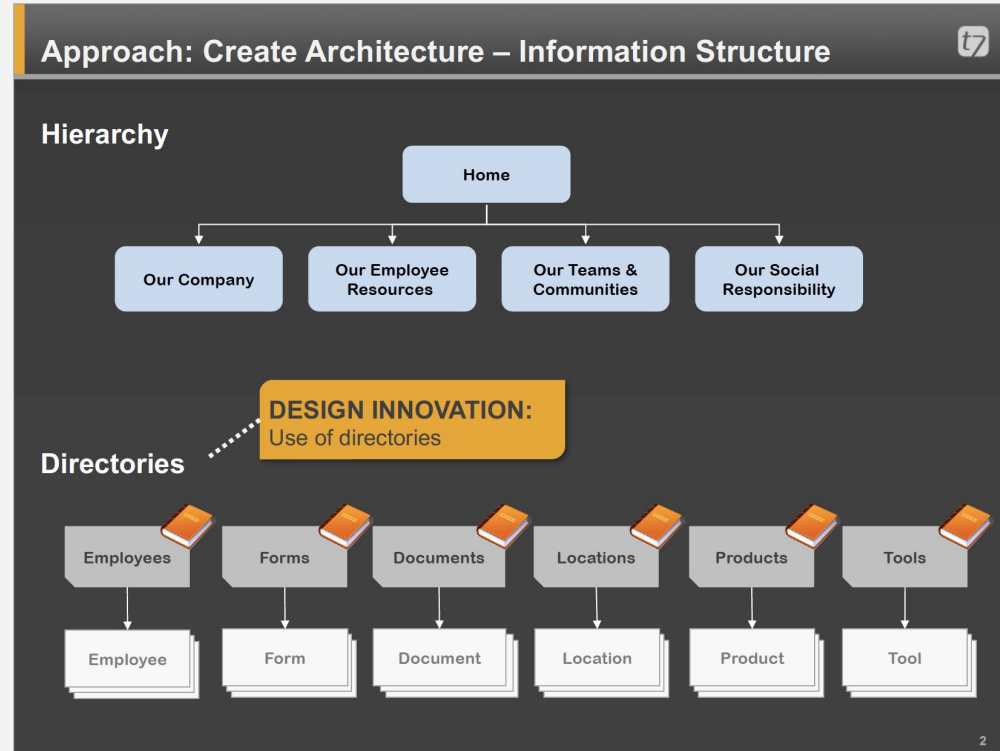 Approach: Create Architecture – Information Structure
t7
Hierarchy
Home
Our Company
Our Employee
Resources
Our Teams &
Communities
Our Social
Responsibility
DESIGN INNOVATION:
Use of directories
Directories
Employees
Forms
Documents
Locations
Products
Tools
Employee
Form
Document
Location
Product
Tool
2